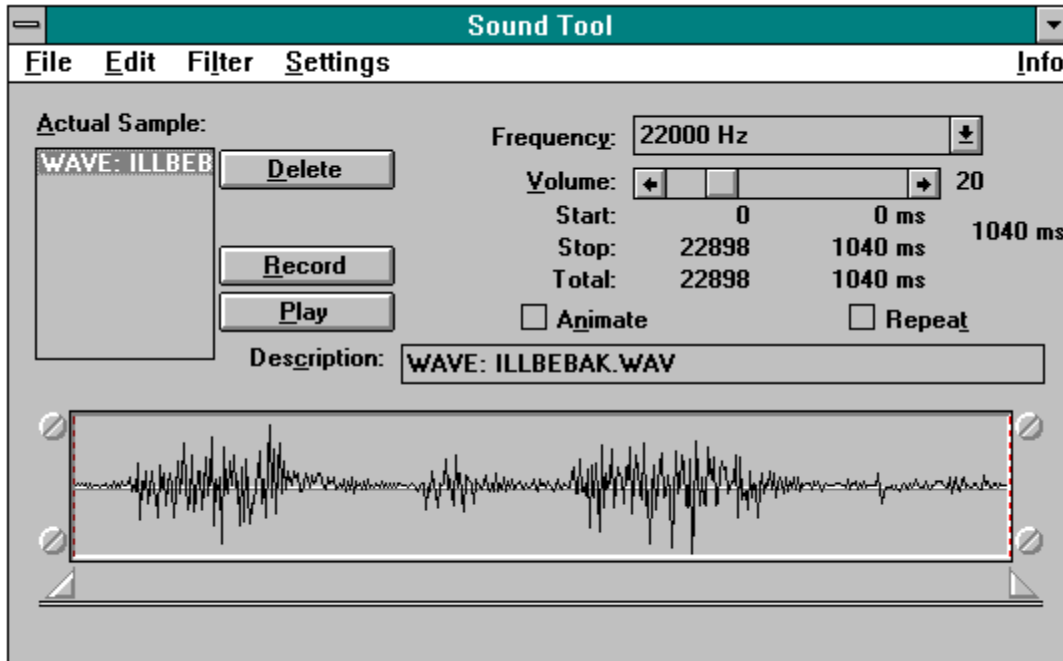 Sound Tool
File Edit Filter Settings Info
Actual Sample:
WAVE: ILLBEB
Delete
Record
Play
Frequency: 22000 Hz
Volume: 20
Start: 0 0 ms
1040 ms
Stop: 22898 1040 ms
Total: 22898 1040 ms
Animate Repeat
Description: WAVE: ILLBEBAK.WAV